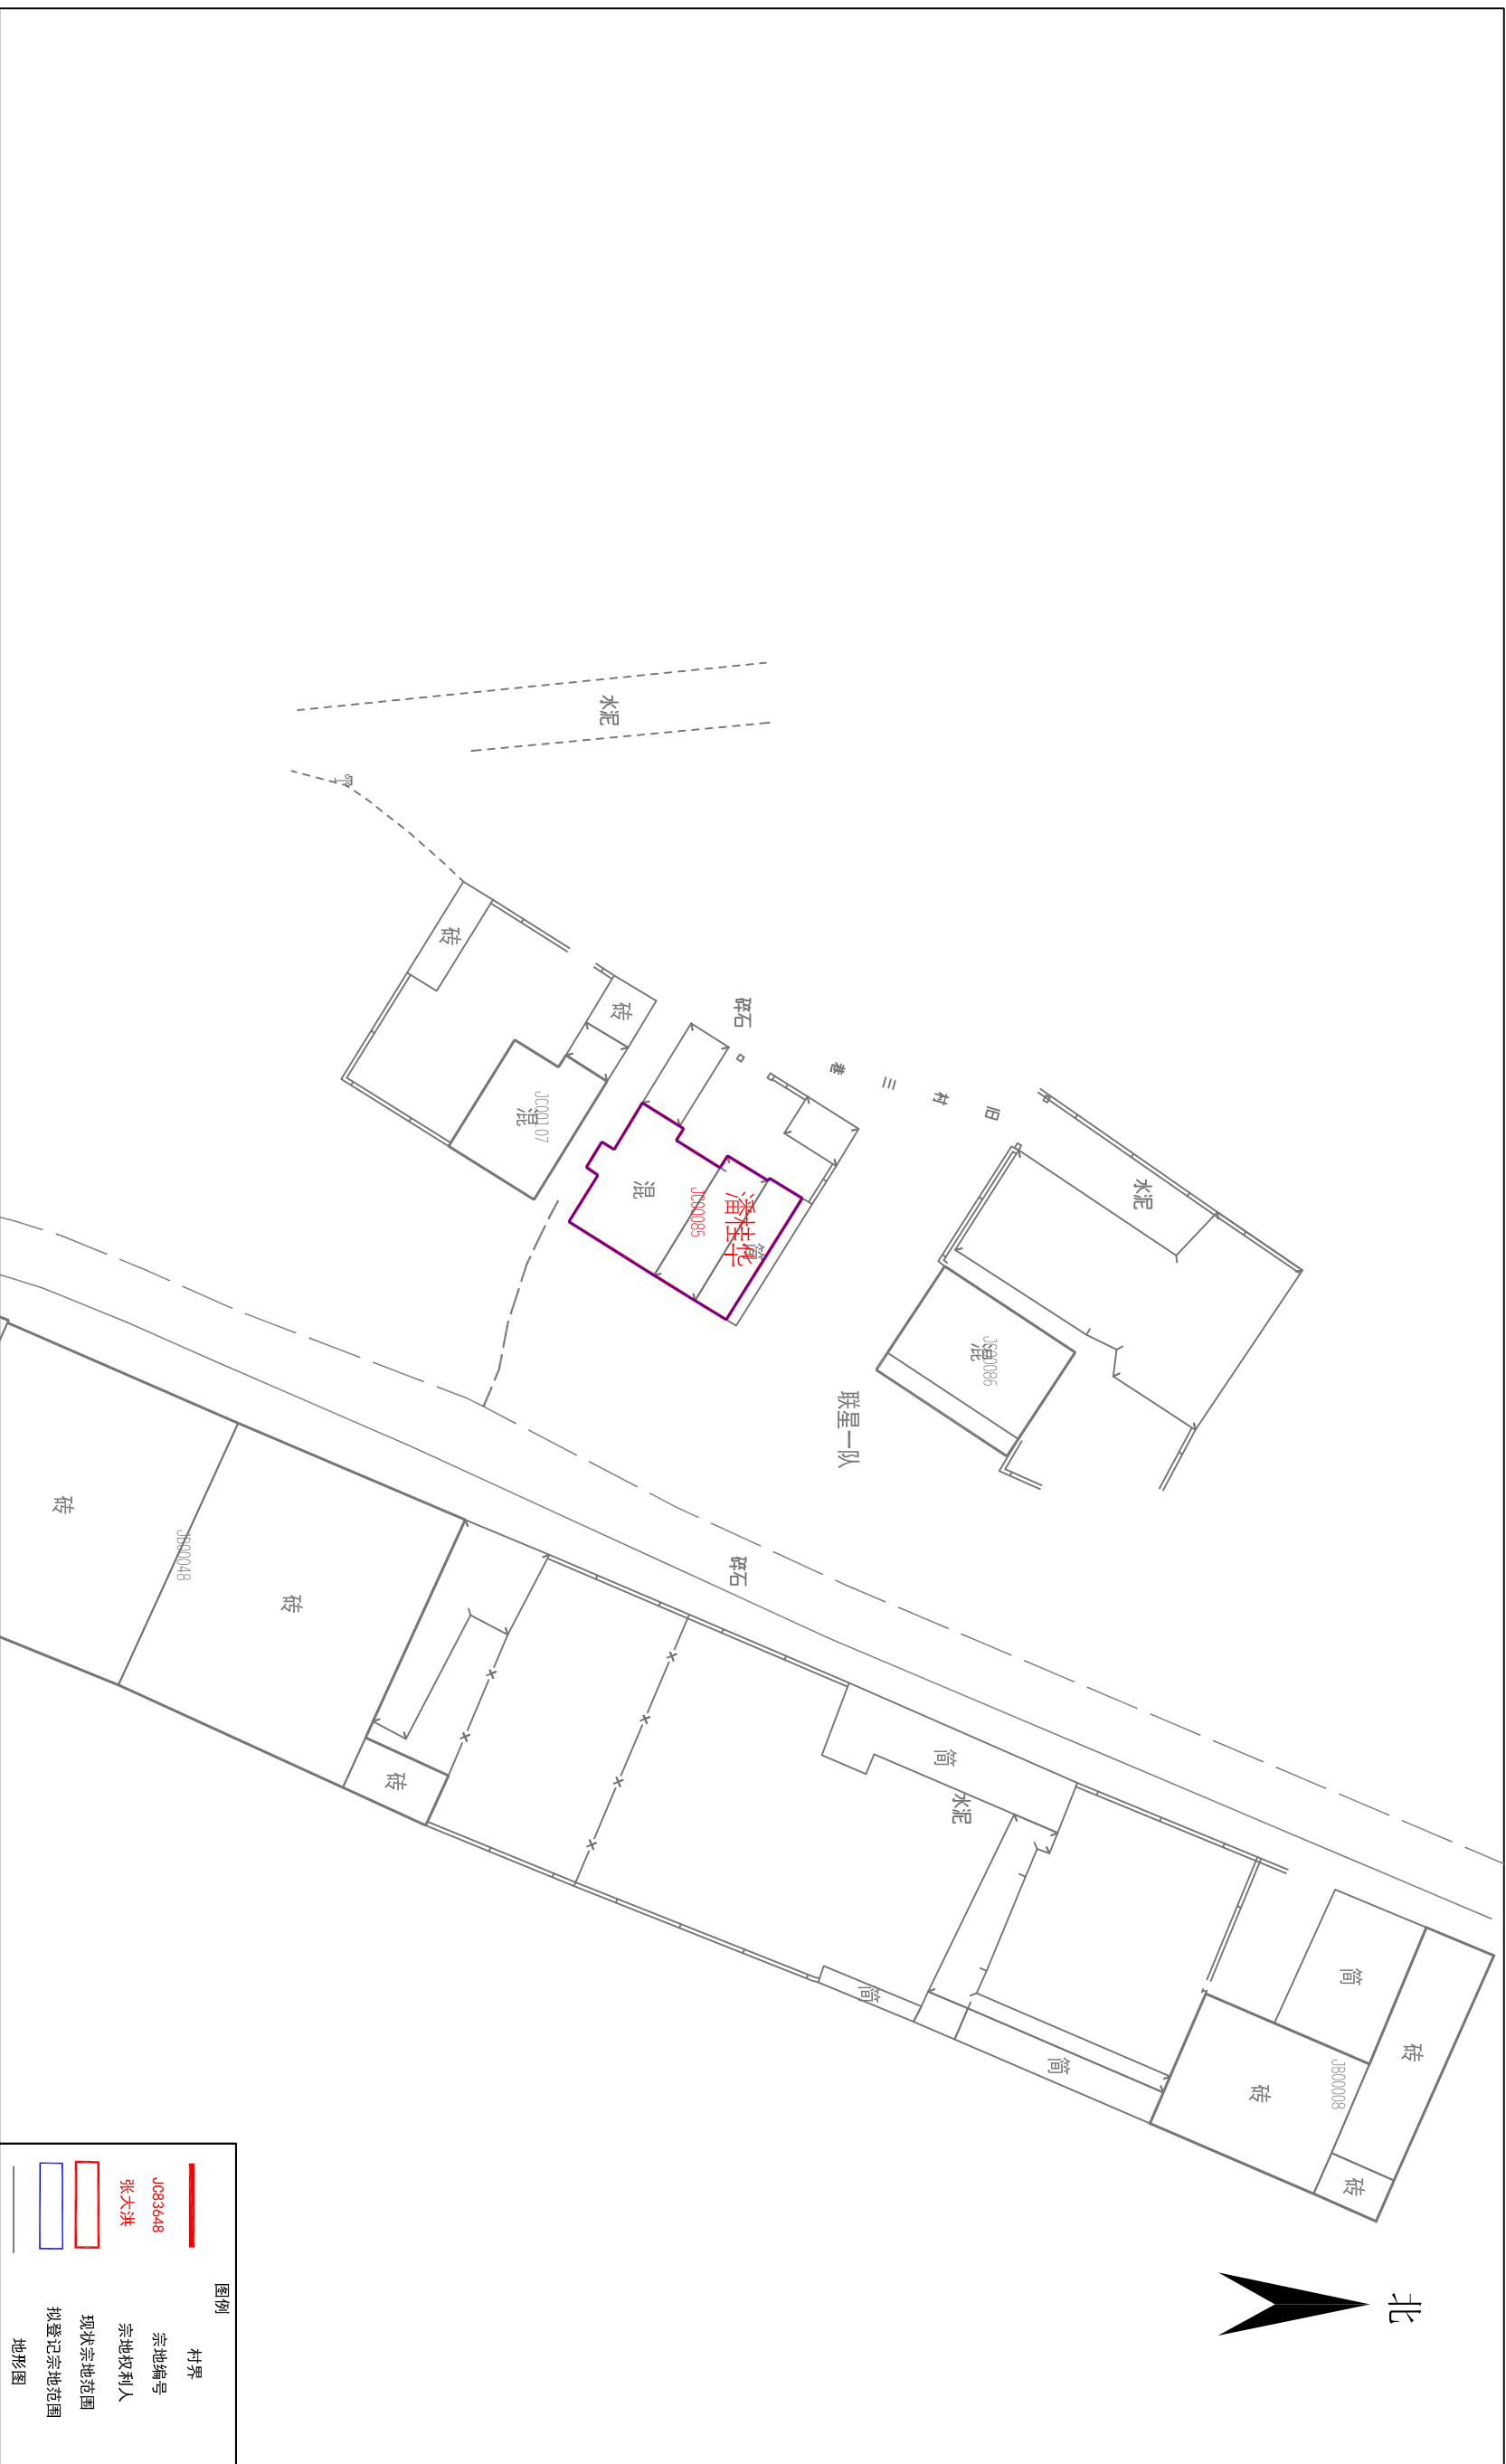 北
水泥
水泥
旧村三巷
碎石
砖
砖
混
JC00107
混
JC00085
潘桂花
简
混
JC00086
联星一队
碎石
砖
JB00048
砖
砖
简
水泥
简
简
简
砖
JB00008
砖
砖
图例
村界
JC83648
宗地编号
张大洪
宗地权利人
现状宗地范围
拟登记宗地范围
地形图